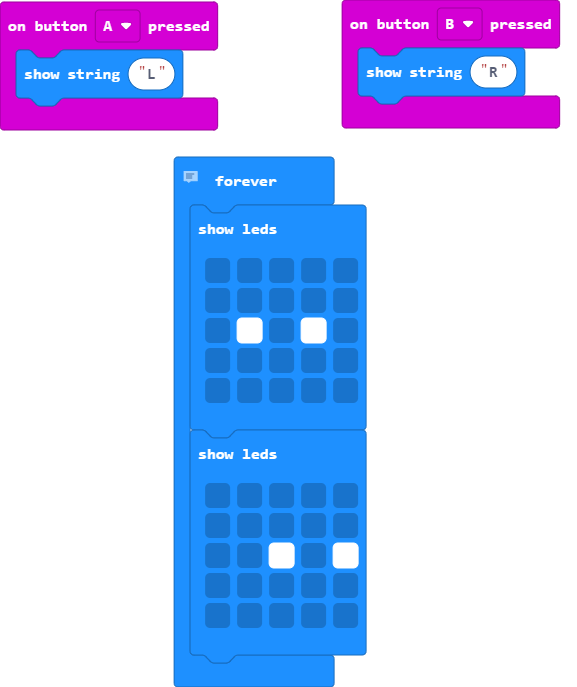 on button A pressed
show string "L"
on button B pressed
show string "R"
forever
show leds
show leds